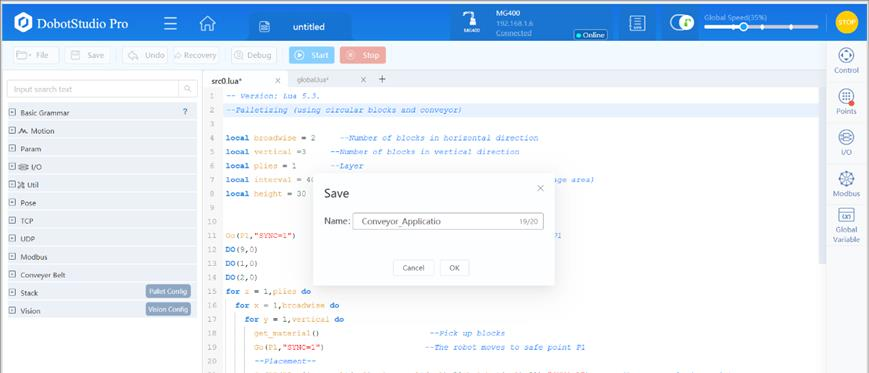 DobotStudio Pro
untitled
MG400
MG400
192.168.1.6
Connected
Online
LOG
Global Speed(35%)
STOP
File
Save
Undo
Recovery
Debug
Start
Stop
Control
Points
I/O
Modbus
Global
Variable
Input search text
Basic Grammar ?
Motion
Param
I/O
Util
Pose
TCP
UDP
Modbus
Conveyer Belt
Stack Pallet Config
Vision Vision Config
src0.lua* × global.lua* × +
1 -- Version: Lua 5.3.
2 --Palletizing (using circular blocks and conveyor)
3
4 local broadwise = 2 --Number of blocks in horizontal direction
5 local vertical =3 --Number of blocks in vertical direction
6 local plies = 1 --Layer
7 local interval = 40
8 local height = 30
9
10
11 Go(P1,"SYNC=1") P1
12 DO(9,0)
13 DO(1,0)
14 DO(2,0)
15 for z = 1,plies do
16 for x = 1,broadwise do
17 for y = 1,vertical do
18 get_material() --Pick up blocks
19 Go(P1,"SYNC=1") --The robot moves to safe point P1
20 --Placement--
Save
Name: Conveyor_Applicatio 19/20
Cancel OK